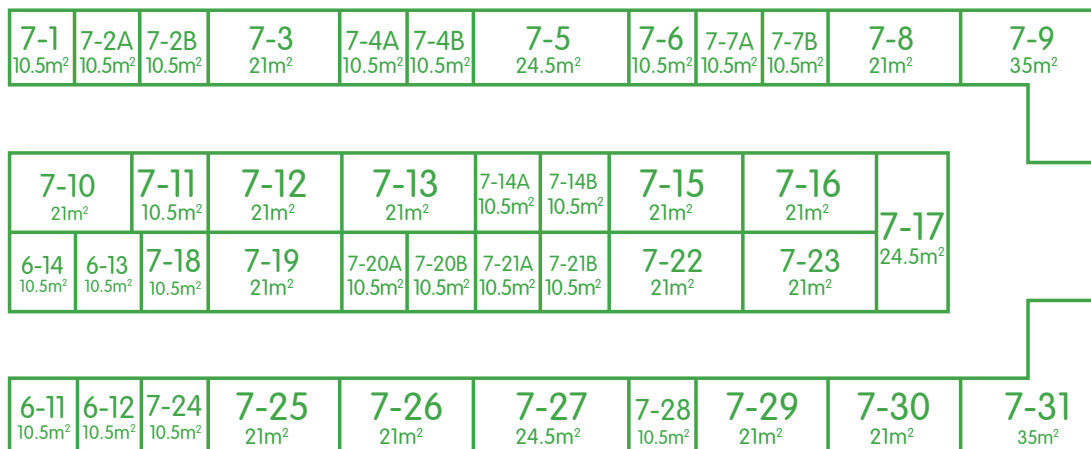 7-1 7-2A 7-2B 7-3 7-4A 7-4B 7-5 7-6 7-7A 7-7B 7-8 7-9
10.5m² 10.5m² 10.5m² 21m² 10.5m² 10.5m² 24.5m² 10.5m² 10.5m² 10.5m² 21m² 35m²
7-10 7-11 7-12 7-13 7-14A 7-14B 7-15 7-16
21m² 10.5m² 21m² 21m² 10.5m² 10.5m² 21m² 21m²
7-17
24.5m²
6-14 6-13 7-18 7-19 7-20A 7-20B 7-21A 7-21B 7-22 7-23
10.5m² 10.5m² 10.5m² 21m² 10.5m² 10.5m² 10.5m² 10.5m² 21m² 21m²
6-11 6-12 7-24 7-25 7-26 7-27 7-28 7-29 7-30 7-31
10.5m² 10.5m² 10.5m² 21m² 21m² 24.5m² 10.5m² 21m² 21m² 35m²